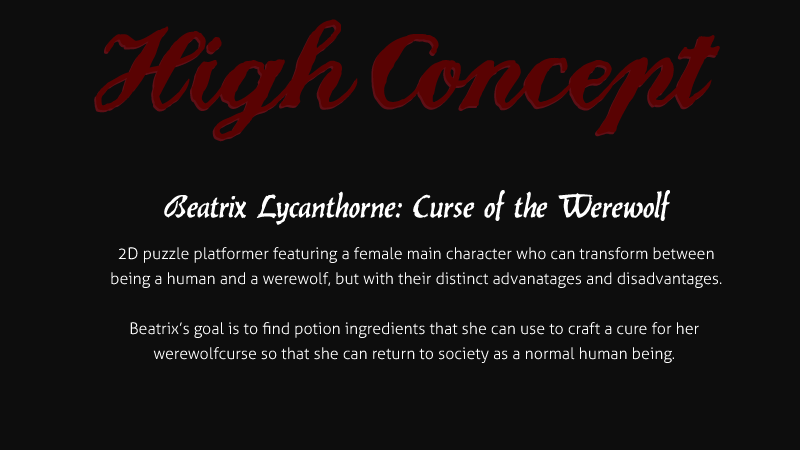 High Concept
Beatrix Lycanthorne: Curse of the Werewolf
2D puzzle platformer featuring a female main character who can transform between
being a human and a werewolf, but with their distinct advanatages and disadvantages.
Beatrix’s goal is to find potion ingredients that she can use to craft a cure for her
werewolfcurse so that she can return to society as a normal human being.